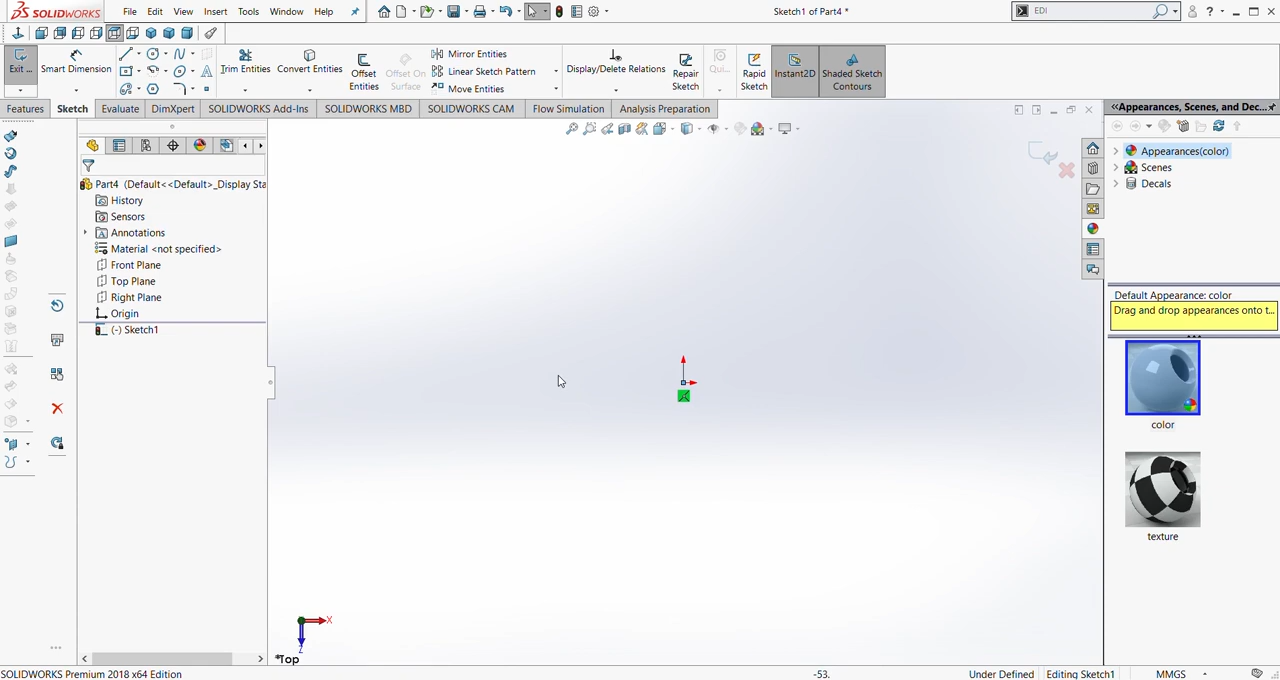 SOLIDWORKS File Edit View Insert Tools Window Help Sketch1 of Part4 * EDI
Exit ... Smart Dimension Trim Entities Convert Entities Offset Entities Offset On Surface Mirror Entities Linear Sketch Pattern Move Entities Display/Delete Relations Repair Sketch Qui... Rapid Sketch Instant2D Shaded Sketch Contours
Features Sketch Evaluate DimXpert SOLIDWORKS Add-Ins SOLIDWORKS MBD SOLIDWORKS CAM Flow Simulation Analysis Preparation
«Appearances, Scenes, and Dec...
Appearances(color)
Scenes
Decals
Part4 (Default<<Default>_Display Sta
History
Sensors
Annotations
Material <not specified>
Front Plane
Top Plane
Right Plane
Origin
(-) Sketch1
Default Appearance: color
Drag and drop appearances onto t...
color
texture
X
Z
*Top
SOLIDWORKS Premium 2018 x64 Edition -53. Under Defined Editing Sketch1 MMGS